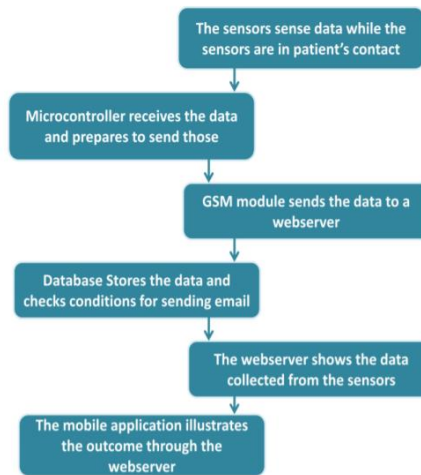 The sensors sense data while the
sensors are in patient's contact
Microcontroller receives the data
and prepares to send those
GSM module sends the data to a
webserver
Database Stores the data and
checks conditions for sending email
The webserver shows the data
collected from the sensors
The mobile application illustrates
the outcome through the
webserver